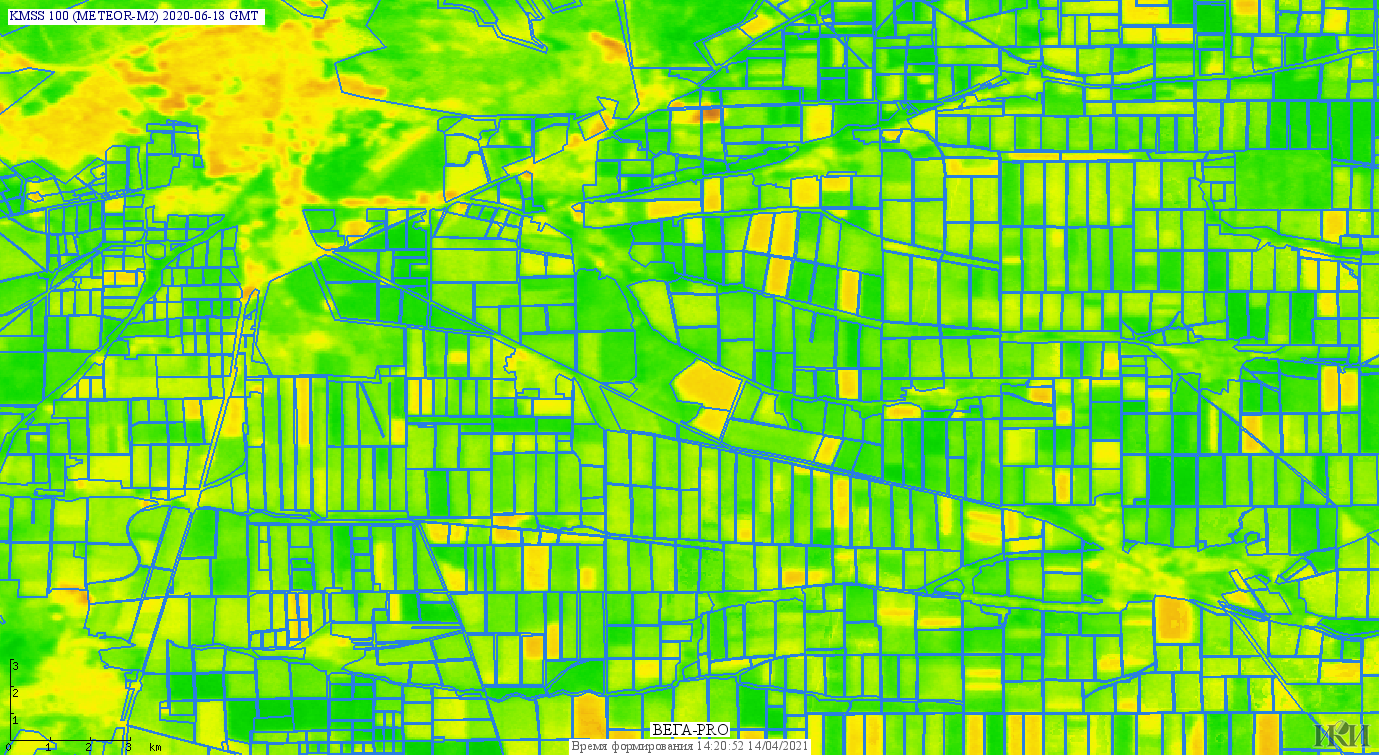 KMSS 100 (METEOR-M2) 2020-06-18 GMT
3
2
1
0 1 2 3 km
ВЕГА-PRO
Время формирования 14:20:52 14/04/2021
ИКИ